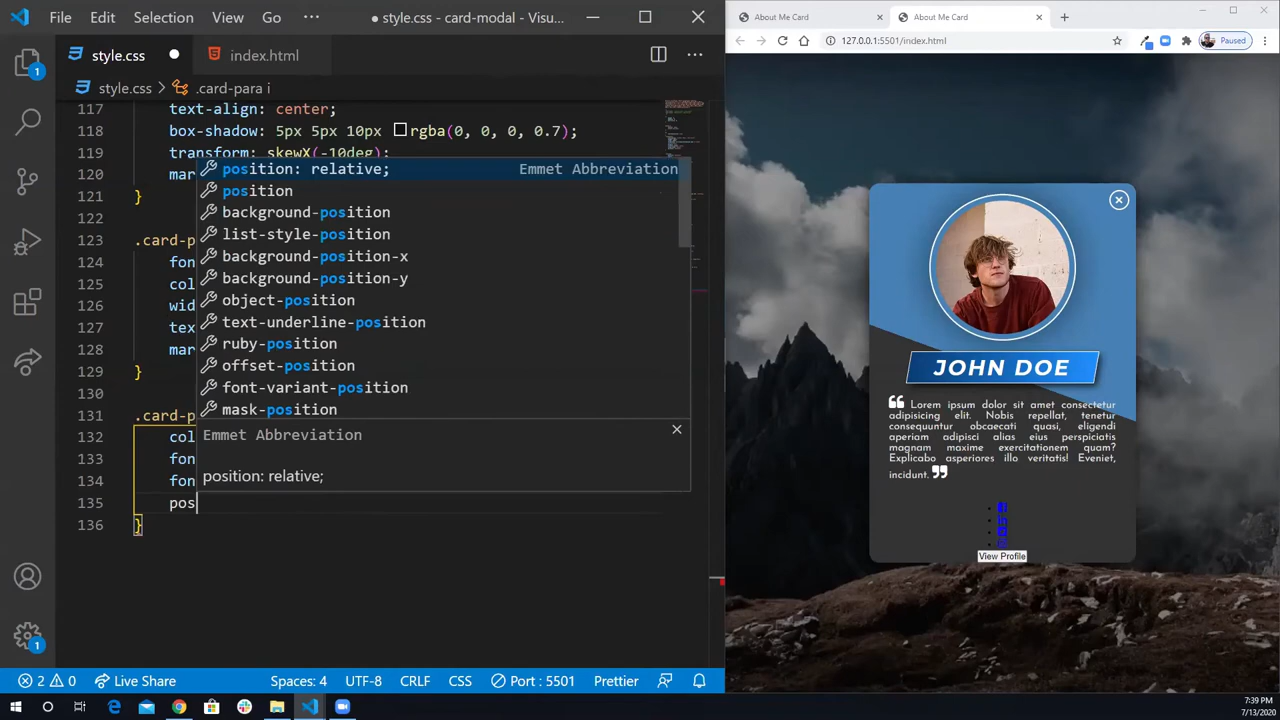 File Edit Selection View Go ··· ● style.css - card-modal - Visu...
style.css ● index.html
style.css > .card-para i
117 text-align: center;
118 box-shadow: 5px 5px 10px rgba(0, 0, 0, 0.7);
119 transform: skewX(-10deg);
120 mar
121 }
122
123 .card-p
124 fon
125 col
126 wid
127 tex
128 mar
129 }
130
131 .card-p
132 col
133 fon
134 fon
135 pos
136 }
position: relative; Emmet Abbreviation
position
background-position
list-style-position
background-position-x
background-position-y
object-position
text-underline-position
ruby-position
offset-position
font-variant-position
mask-position
Emmet Abbreviation
position: relative;
1
1
2 0 Live Share Spaces: 4 UTF-8 CRLF CSS Port : 5501 Prettier
About Me Card About Me Card
127.0.0.1:5501/index.html Paused
JOHN DOE
❝ Lorem ipsum dolor sit amet consectetur
adipisicing elit. Nobis repellat, tenetur
consequuntur obcaecati quasi, eligendi
aperiam adipisci alias eius perspiciatis
magnam maxime exercitationem quam?
Explicabo asperiores illo veritatis! Eveniet,
incidunt. ❞
View Profile
7:39 PM
7/13/2020